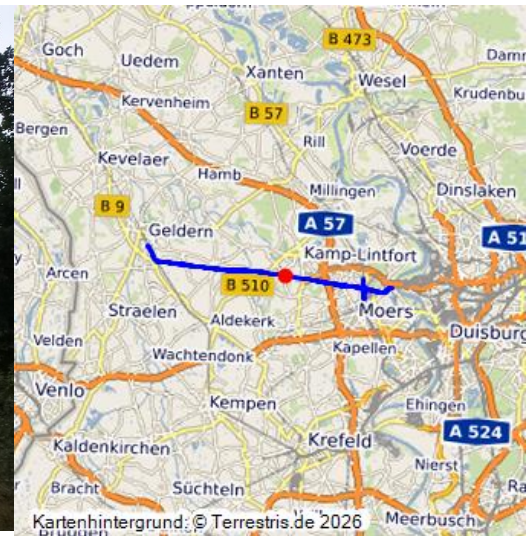 Goch
Uedem
B 473
Xanten
Wesel
Krudenbu
Kervenheim
B 57
Bergen
Rill
Voerde
Kevelaer
Hamb
Millingen
Dinslaken
B 9
A 57
Geldern
Kamp-Lintfort
Arcen
B 510
Moers
Straelen
Aldekerk
Duisburg
Velden
Wachtendonk
Kapellen
Venlo
Kempen
Ehingen
Krefeld
A 524
Kaldenkirchen
Nierst
Bracht
Süchteln
Meerbusch
Kartenhintergrund: © Terrestris.de 2026